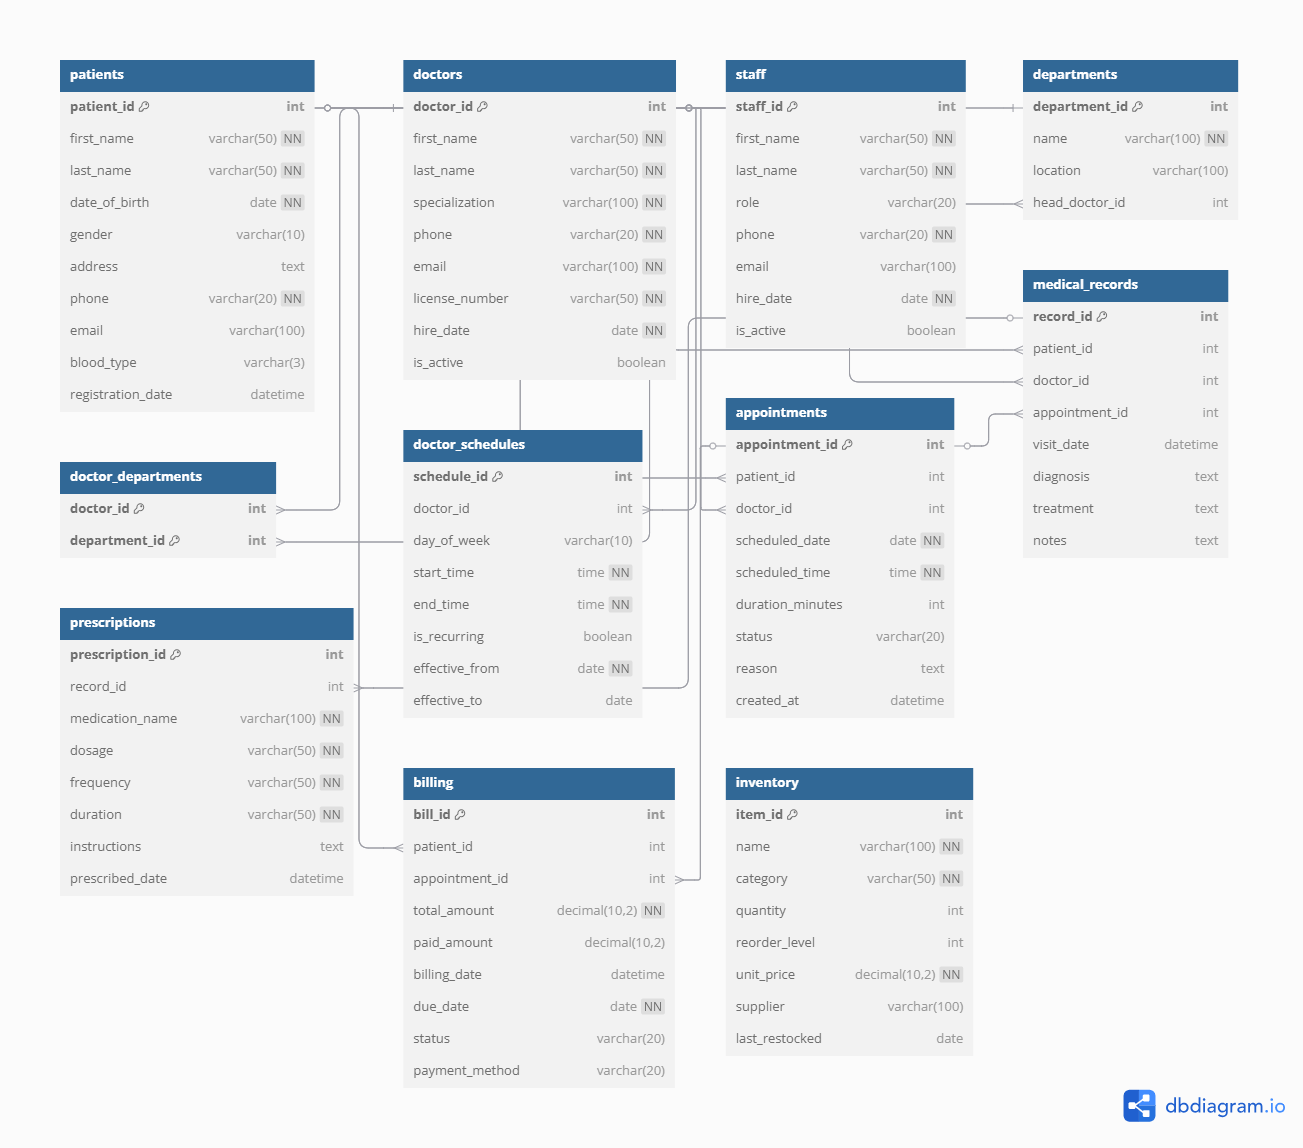 patients
patient_id int
first_name varchar(50) NN
last_name varchar(50) NN
date_of_birth date NN
gender varchar(10)
address text
phone varchar(20) NN
email varchar(100)
blood_type varchar(3)
registration_date datetime
doctors
doctor_id int
first_name varchar(50) NN
last_name varchar(50) NN
specialization varchar(100) NN
phone varchar(20) NN
email varchar(100) NN
license_number varchar(50) NN
hire_date date NN
is_active boolean
staff
staff_id int
first_name varchar(50) NN
last_name varchar(50) NN
role varchar(20)
phone varchar(20) NN
email varchar(100)
hire_date date NN
is_active boolean
departments
department_id int
name varchar(100) NN
location varchar(100)
head_doctor_id int
medical_records
record_id int
patient_id int
doctor_id int
appointment_id int
visit_date datetime
diagnosis text
treatment text
notes text
doctor_departments
doctor_id int
department_id int
doctor_schedules
schedule_id int
doctor_id int
day_of_week varchar(10)
start_time time NN
end_time time NN
is_recurring boolean
effective_from date NN
effective_to date
appointments
appointment_id int
patient_id int
doctor_id int
scheduled_date date NN
scheduled_time time NN
duration_minutes int
status varchar(20)
reason text
created_at datetime
prescriptions
prescription_id int
record_id int
medication_name varchar(100) NN
dosage varchar(50) NN
frequency varchar(50) NN
duration varchar(50) NN
instructions text
prescribed_date datetime
billing
bill_id int
patient_id int
appointment_id int
total_amount decimal(10,2) NN
paid_amount decimal(10,2)
billing_date datetime
due_date date NN
status varchar(20)
payment_method varchar(20)
inventory
item_id int
name varchar(100) NN
category varchar(50) NN
quantity int
reorder_level int
unit_price decimal(10,2) NN
supplier varchar(100)
last_restocked date
dbdiagram.io